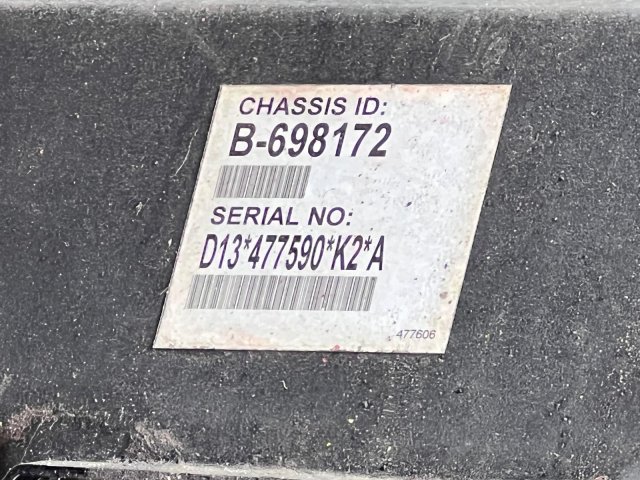 CHASSIS ID:
B-698172
SERIAL NO:
D13*477590*K2*A
477606